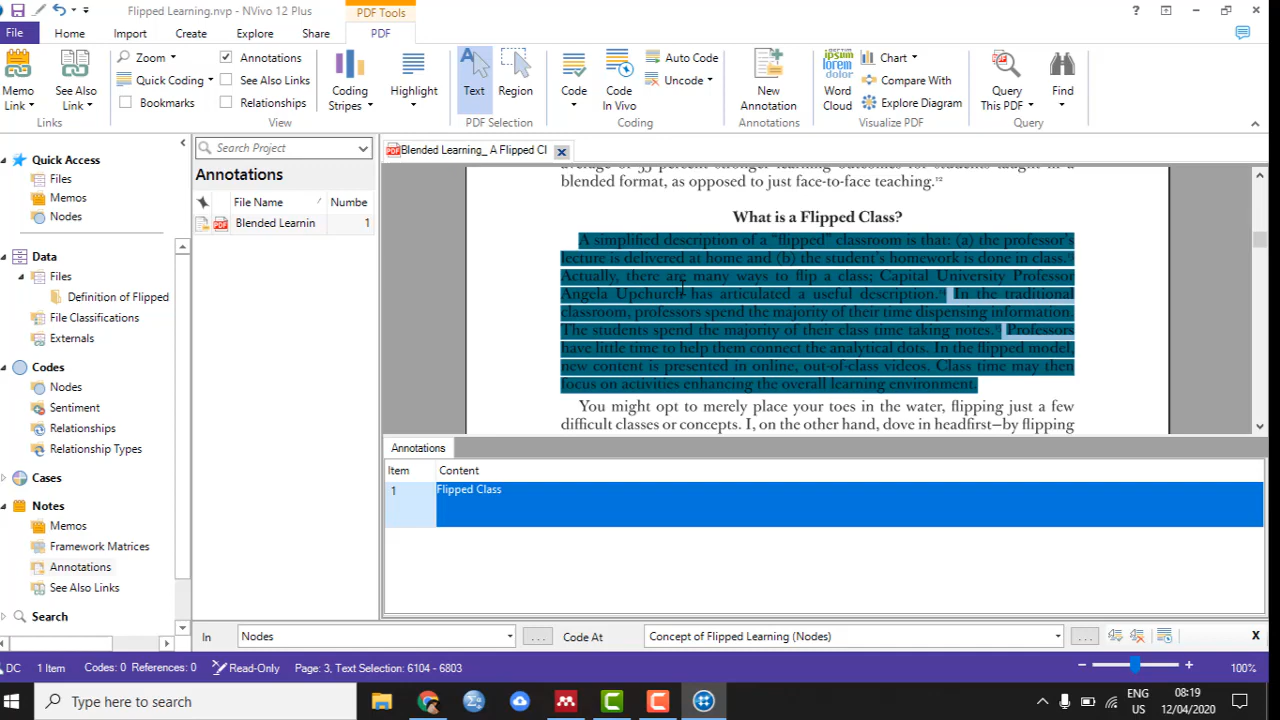 Flipped Learning.nvp - NVivo 12 Plus
PDF Tools
?
File
Home
Import
Create
Explore
Share
PDF
Memo Link
See Also Link
Links
Zoom
Quick Coding
Bookmarks
Annotations
See Also Links
Relationships
View
Coding Stripes
Highlight
Text
Region
PDF Selection
Code
Code In Vivo
Auto Code
Uncode
Coding
New Annotation
Annotations
Word Cloud
Chart
Compare With
Explore Diagram
Visualize PDF
Query This PDF
Find
Query
Quick Access
Files
Memos
Nodes
Data
Files
Definition of Flipped
File Classifications
Externals
Codes
Nodes
Sentiment
Relationships
Relationship Types
Cases
Notes
Memos
Framework Matrices
Annotations
See Also Links
Search
Search Project
Annotations
File Name
Numbe
Blended Learnin
1
Blended Learning_ A Flipped Cl
blended format, as opposed to just face-to-face teaching.¹²
What is a Flipped Class?
A simplified description of a “flipped” classroom is that: (a) the professor’s
lecture is delivered at home and (b) the student’s homework is done in class.¹³
Actually, there are many ways to flip a class; Capital University Professor
Angela Upchurch has articulated a useful description.¹⁴ In the traditional
classroom, professors spend the majority of their time dispensing information.
The students spend the majority of their class time taking notes.¹⁵ Professors
have little time to help them connect the analytical dots. In the flipped model,
new content is presented in online, out-of-class videos. Class time may then
focus on activities enhancing the overall learning environment.
You might opt to merely place your toes in the water, flipping just a few
difficult classes or concepts. I, on the other hand, dove in headfirst—by flipping
Annotations
Item
Content
1
Flipped Class
In
Nodes
...
Code At
Concept of Flipped Learning (Nodes)
...
X
DC
1 Item
Codes: 0
References: 0
Read-Only
Page: 3, Text Selection: 6104 - 6803
100%
Type here to search
ENG
US
08:19
12/04/2020